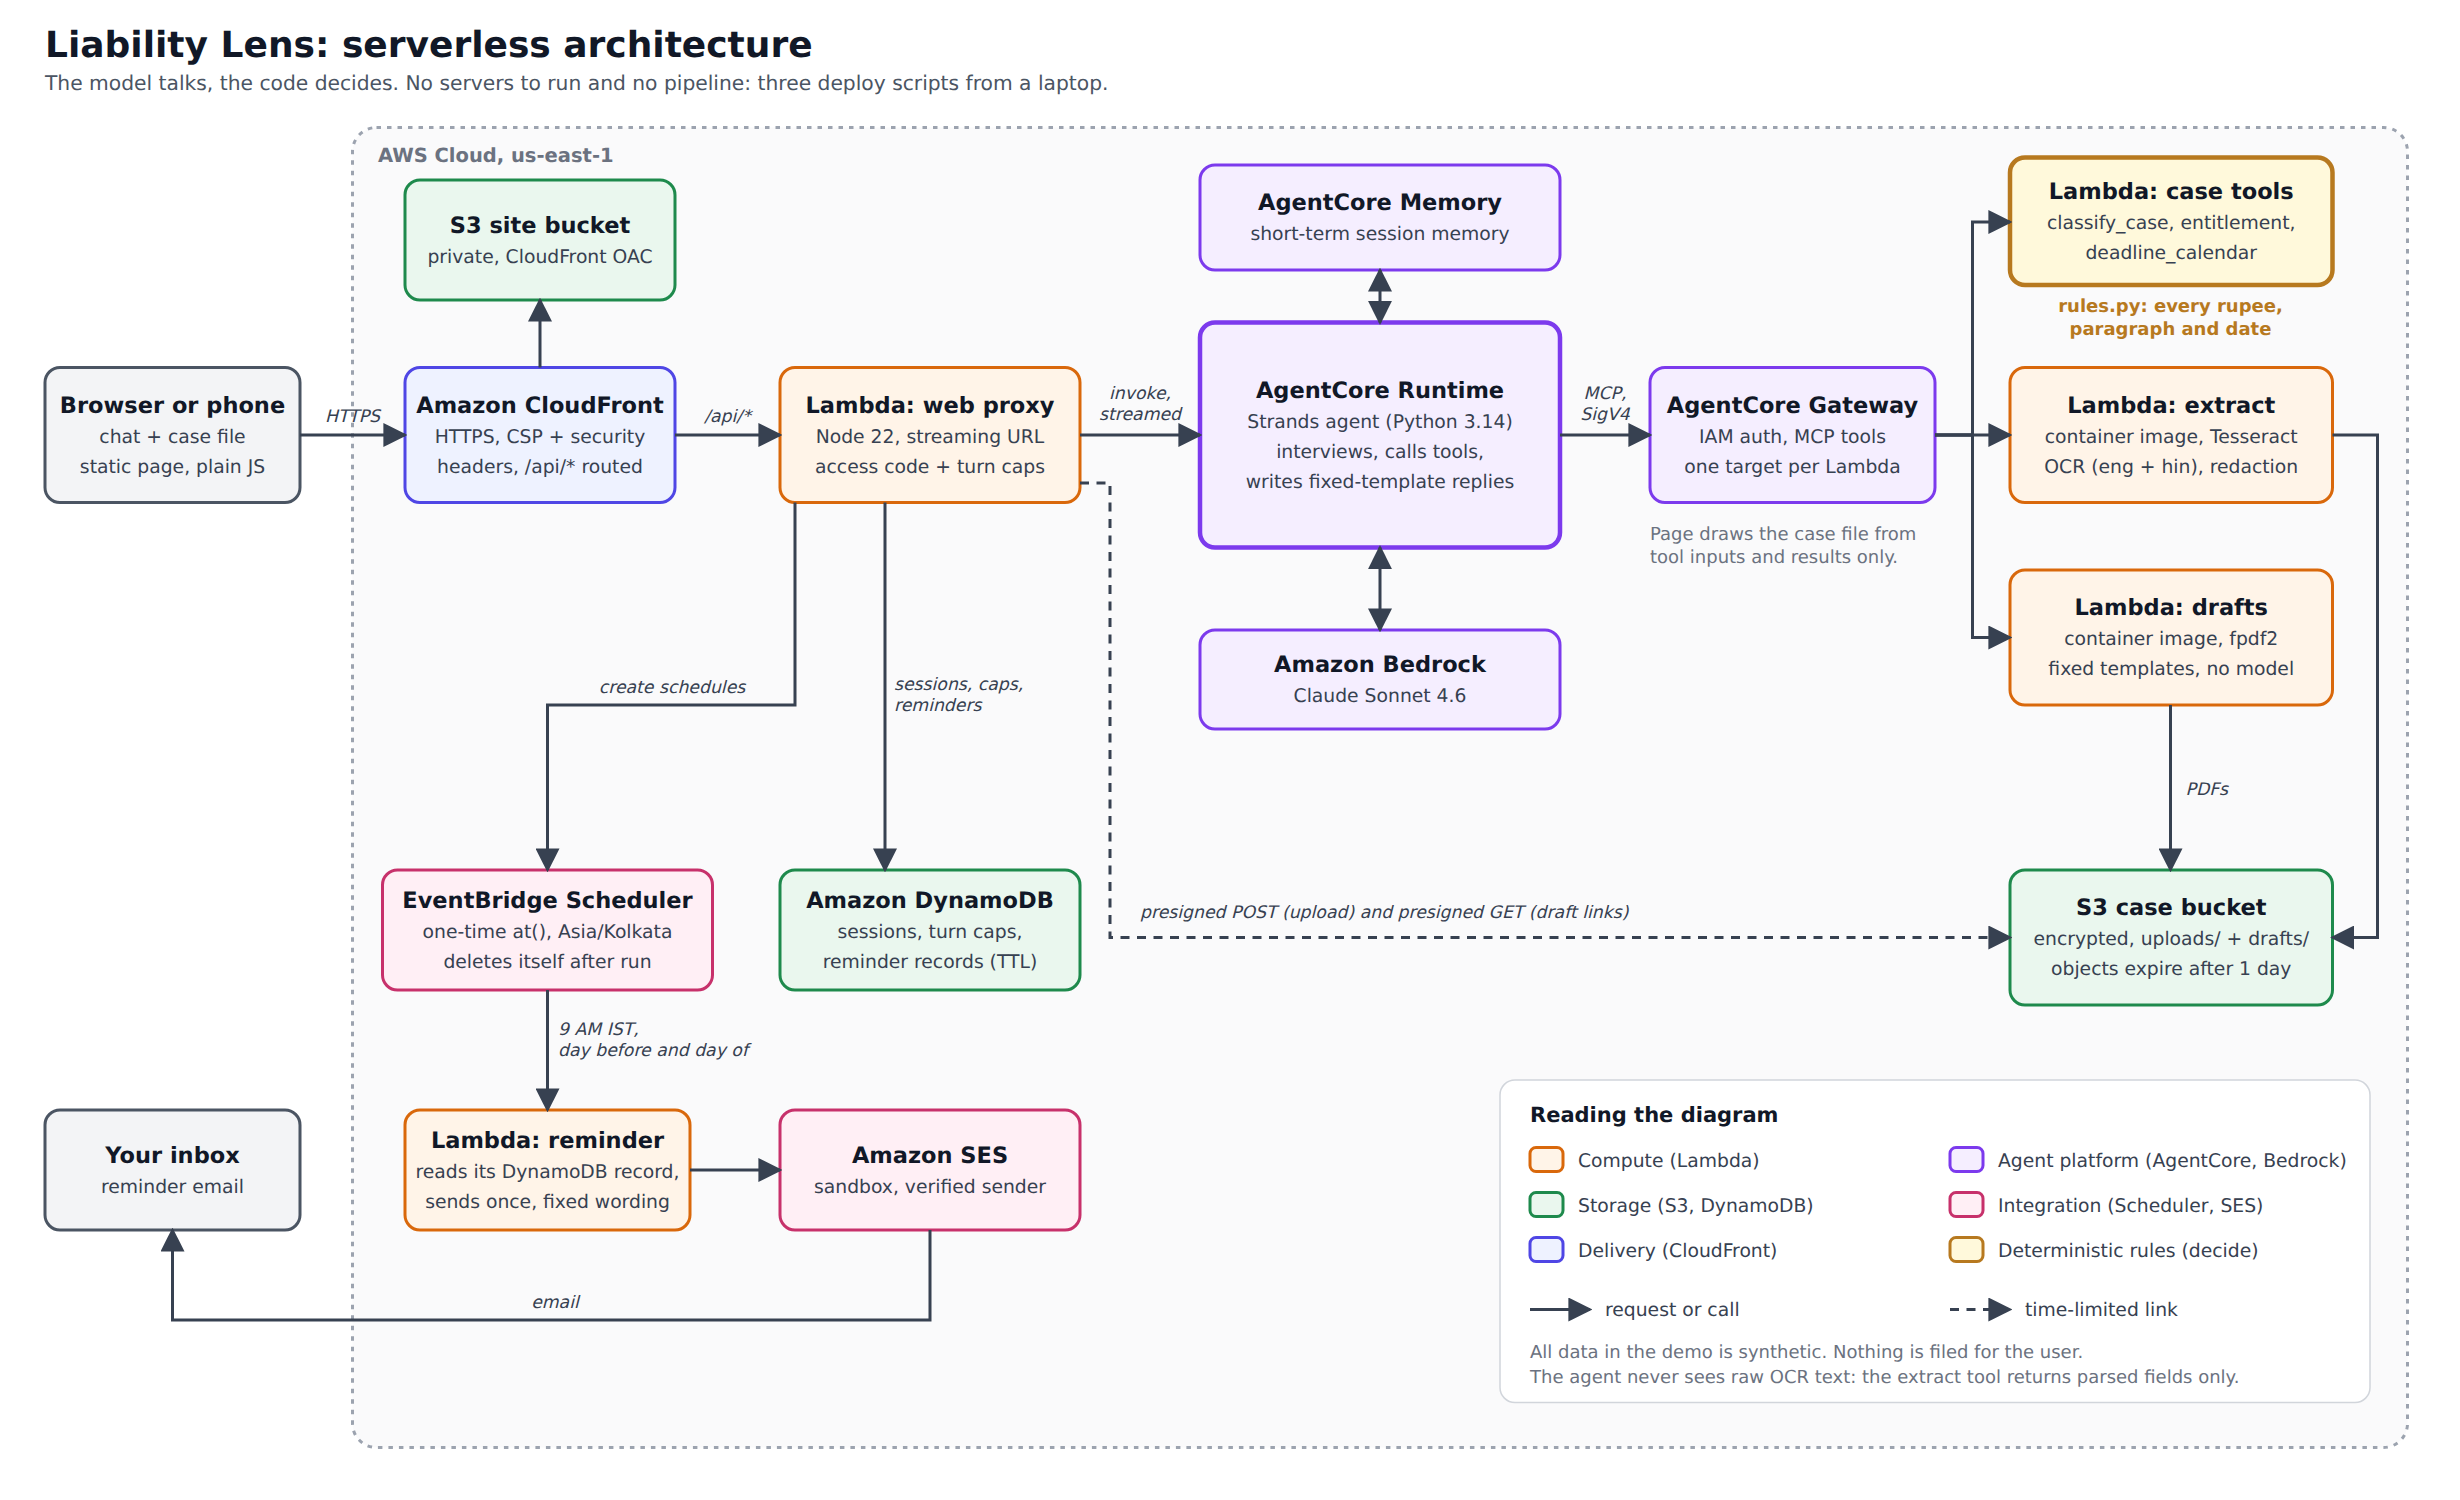 Liability Lens: serverless architecture
The model talks, the code decides. No servers to run and no pipeline: three deploy scripts from a laptop.
AWS Cloud, us-east-1
S3 site bucket
private, CloudFront OAC
AgentCore Memory
short-term session memory
Lambda: case tools
classify_case, entitlement,
deadline_calendar
rules.py: every rupee,
paragraph and date
Browser or phone
chat + case file
static page, plain JS
HTTPS
Amazon CloudFront
HTTPS, CSP + security
headers, /api/* routed
/api/*
Lambda: web proxy
Node 22, streaming URL
access code + turn caps
invoke,
streamed
AgentCore Runtime
Strands agent (Python 3.14)
interviews, calls tools,
writes fixed-template replies
MCP,
SigV4
AgentCore Gateway
IAM auth, MCP tools
one target per Lambda
Page draws the case file from
tool inputs and results only.
Lambda: extract
container image, Tesseract
OCR (eng + hin), redaction
Lambda: drafts
container image, fpdf2
fixed templates, no model
Amazon Bedrock
Claude Sonnet 4.6
create schedules
sessions, caps,
reminders
PDFs
EventBridge Scheduler
one-time at(), Asia/Kolkata
deletes itself after run
Amazon DynamoDB
sessions, turn caps,
reminder records (TTL)
presigned POST (upload) and presigned GET (draft links)
S3 case bucket
encrypted, uploads/ + drafts/
objects expire after 1 day
9 AM IST,
day before and day of
Your inbox
reminder email
Lambda: reminder
reads its DynamoDB record,
sends once, fixed wording
Amazon SES
sandbox, verified sender
email
Reading the diagram
Compute (Lambda)
Agent platform (AgentCore, Bedrock)
Storage (S3, DynamoDB)
Integration (Scheduler, SES)
Delivery (CloudFront)
Deterministic rules (decide)
request or call
time-limited link
All data in the demo is synthetic. Nothing is filed for the user.
The agent never sees raw OCR text: the extract tool returns parsed fields only.